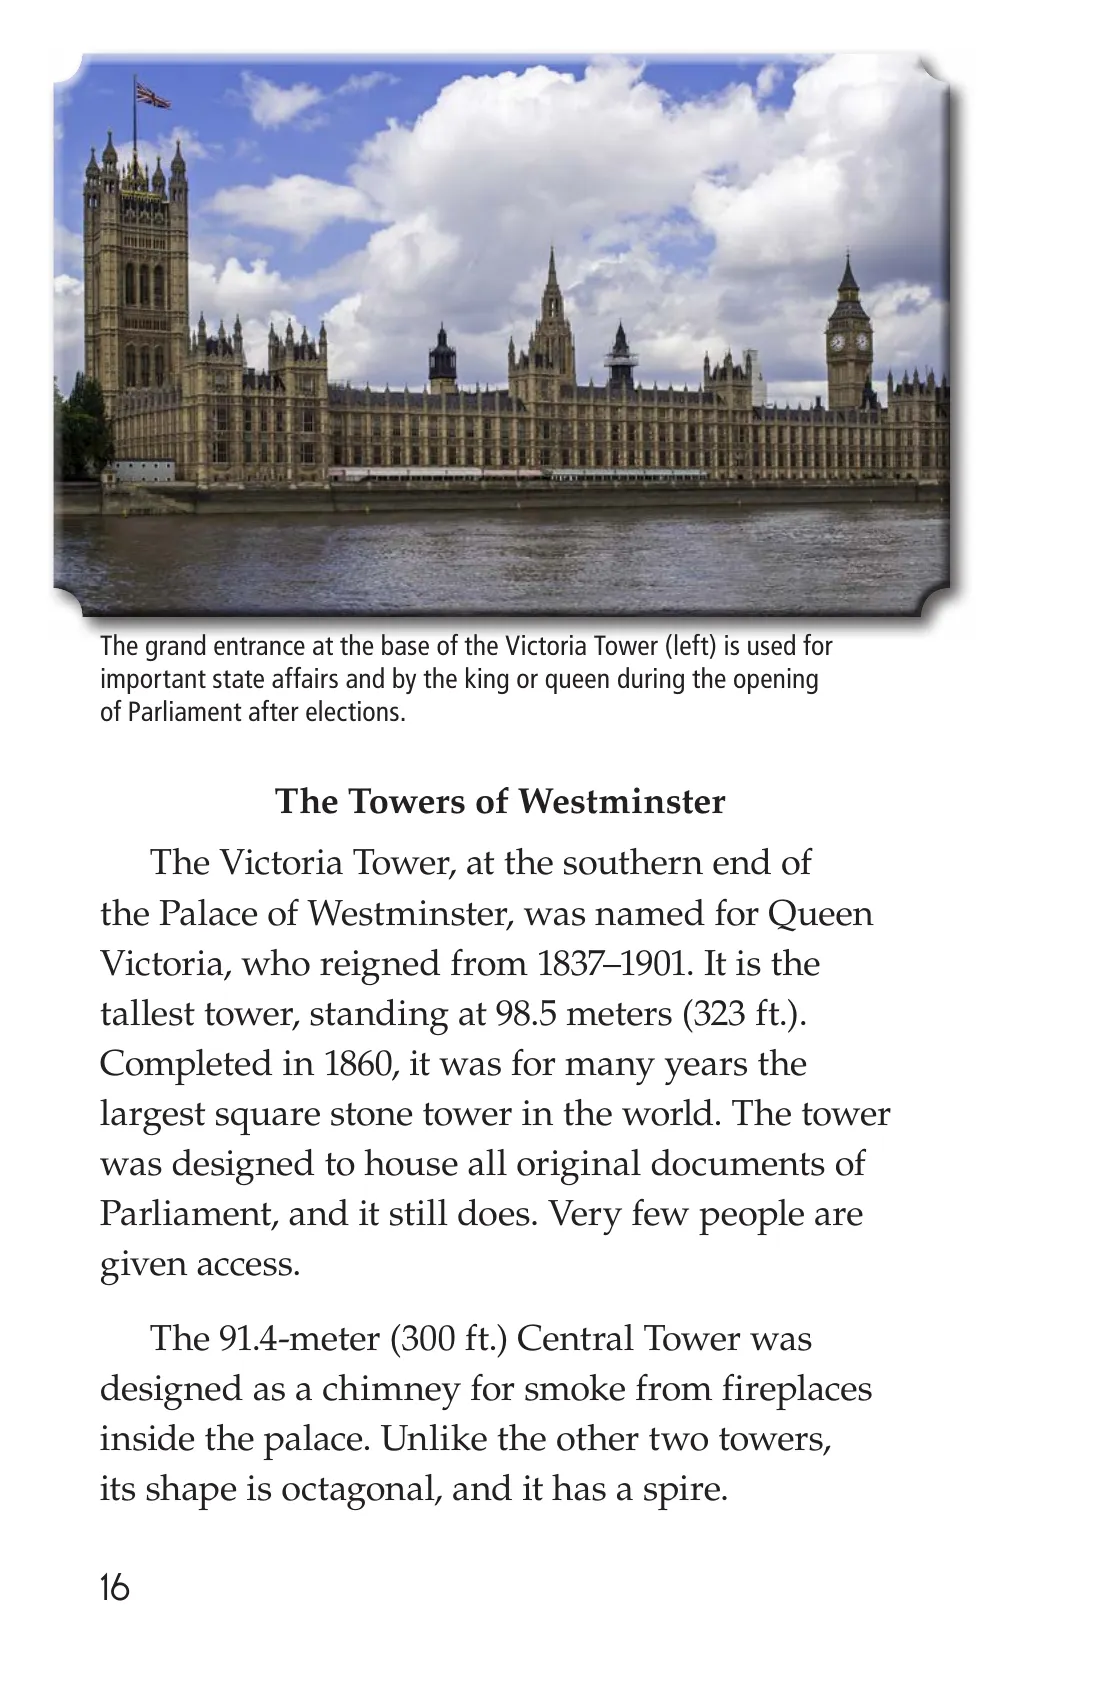 The grand entrance at the base of the Victoria Tower (left) is used for
important state affairs and by the king or queen during the opening
of Parliament after elections.
The Towers of Westminster
The Victoria Tower, at the southern end of
the Palace of Westminster, was named for Queen
Victoria, who reigned from 1837–1901. It is the
tallest tower, standing at 98.5 meters (323 ft.).
Completed in 1860, it was for many years the
largest square stone tower in the world. The tower
was designed to house all original documents of
Parliament, and it still does. Very few people are
given access.
The 91.4-meter (300 ft.) Central Tower was
designed as a chimney for smoke from fireplaces
inside the palace. Unlike the other two towers,
its shape is octagonal, and it has a spire.
16